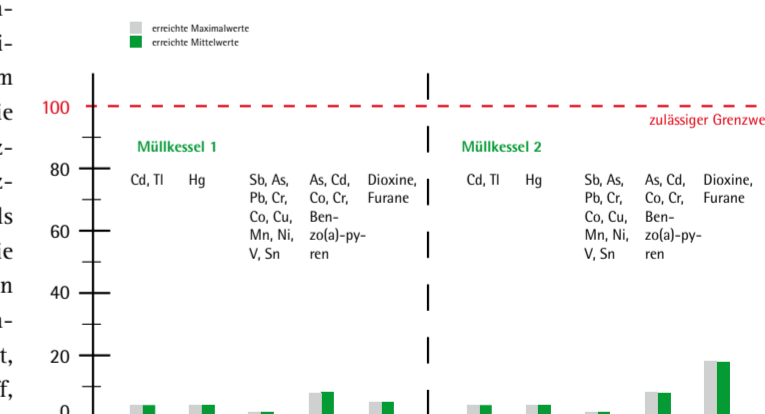 erreichte Maximalwerte
erreichte Mittelwerte
100
zulässiger Grenzwe
Müllkessel 1
Müllkessel 2
80
Cd, Tl
Hg
Sb, As,
Pb, Cr,
Co, Cu,
Mn, Ni,
V, Sn
As, Cd,
Co, Cr,
Ben-
zo(a)-py-
ren
Dioxine,
Furane
Cd, Tl
Hg
Sb, As,
Pb, Cr,
Co, Cu,
Mn, Ni,
V, Sn
As, Cd,
Co, Cr,
Ben-
zo(a)-py-
ren
Dioxine,
Furane
60
40
20
0